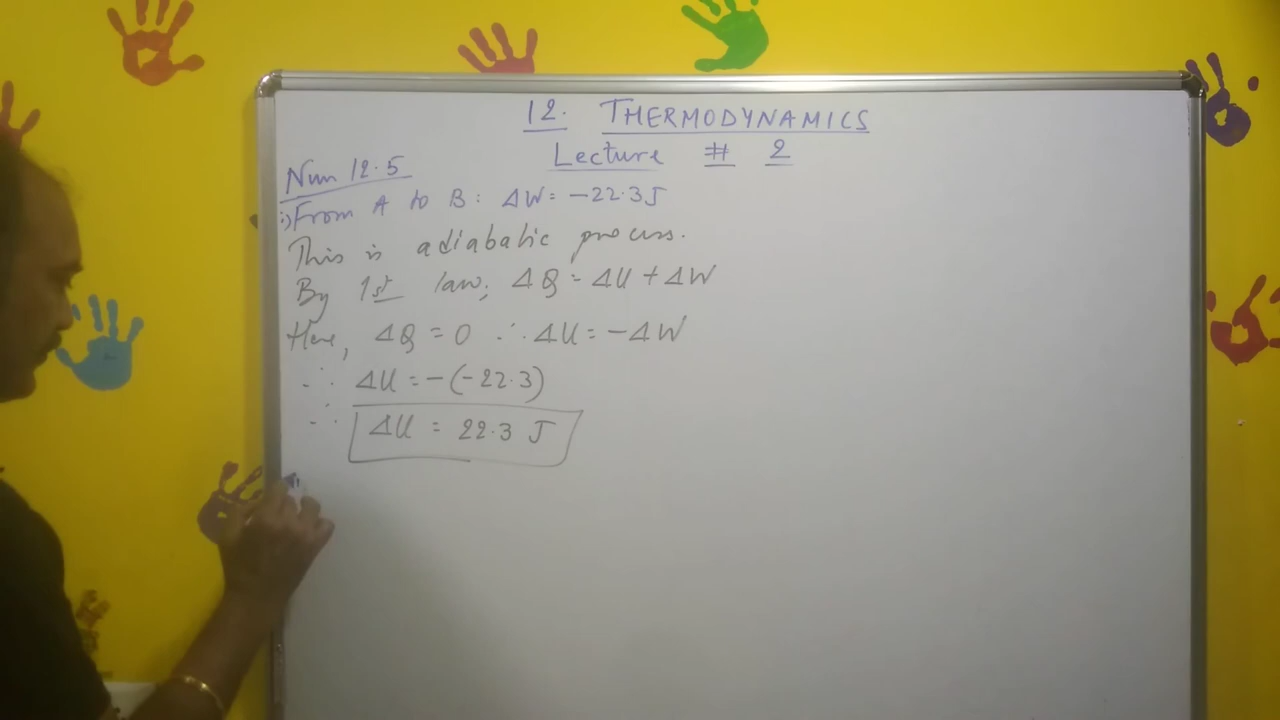 12. THERMODYNAMICS
Lecture # 2
Num 12.5
i) From A to B: ΔW = -22.3J
This is adiabatic process.
By 1st law, ΔQ = ΔU + ΔW
Here, ΔQ = 0 ∴ ΔU = -ΔW
∴ ΔU = -(-22.3)
∴ ΔU = 22.3 J